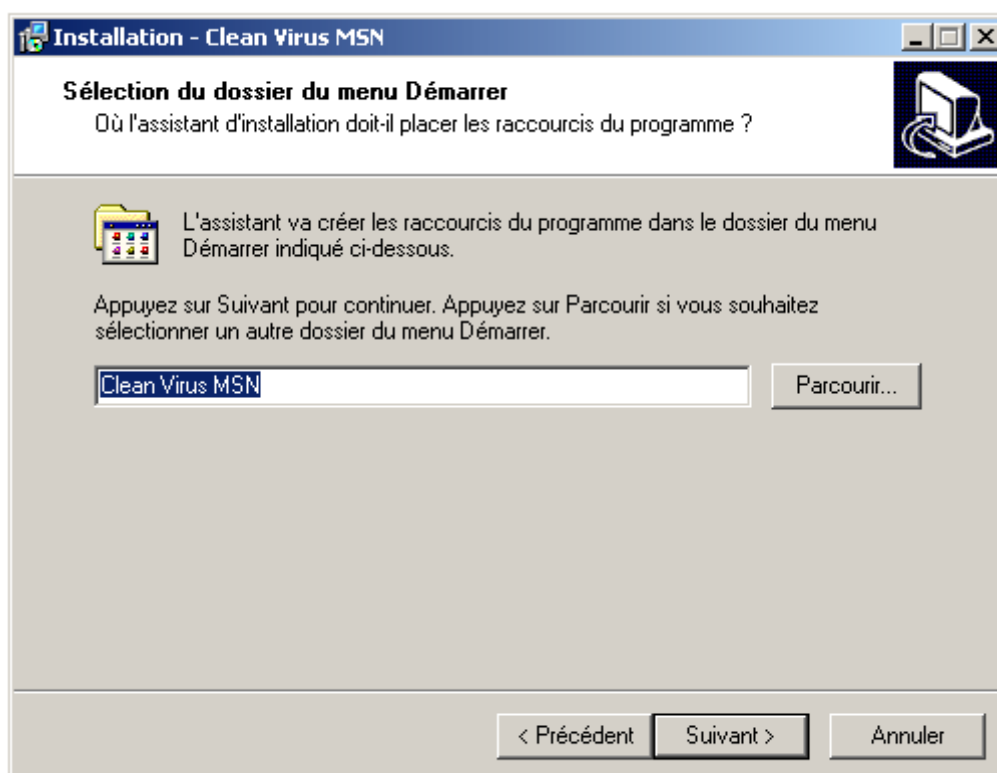 Installation - Clean Virus MSN
Sélection du dossier du menu Démarrer
Où l'assistant d'installation doit-il placer les raccourcis du programme ?
L'assistant va créer les raccourcis du programme dans le dossier du menu
Démarrer indiqué ci-dessous.
Appuyez sur Suivant pour continuer. Appuyez sur Parcourir si vous souhaitez
sélectionner un autre dossier du menu Démarrer.
Clean Virus MSN
Parcourir...
< Précédent
Suivant >
Annuler